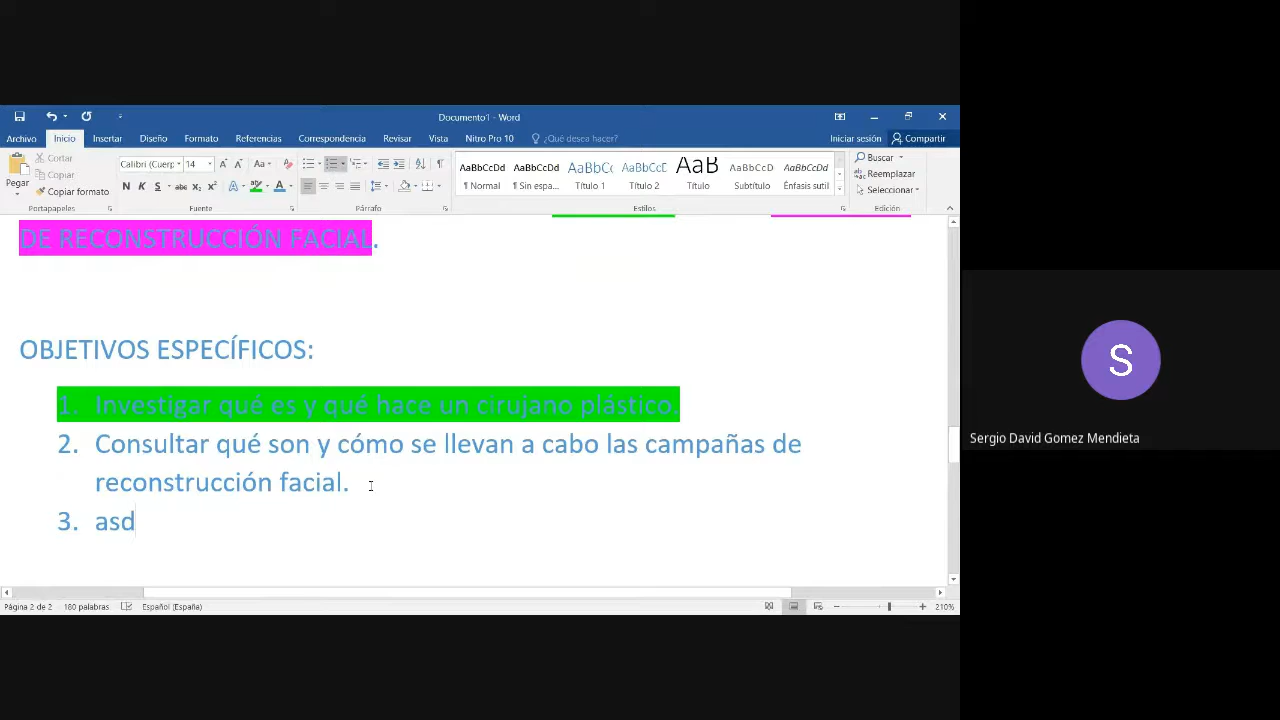 Documento1 - Word
Archivo Inicio Insertar Diseño Formato Referencias Correspondencia Revisar Vista Nitro Pro 10 ¿Qué desea hacer? Iniciar sesión Compartir
Pegar
Cortar
Copiar
Copiar formato
Portapapeles
Calibri (Cuerp 14
N K S abc x₂ x²
Fuente
Párrafo
AaBbCcDd AaBbCcDd AaBbCc AaBbCcC AaB AaBbCcD AaBbCcDd
¶ Normal ¶ Sin espa... Título 1 Título 2 Título Subtítulo Énfasis sutil
Estilos
Buscar
Reemplazar
Seleccionar
Edición
DE RECONSTRUCCIÓN FACIAL.
OBJETIVOS ESPECÍFICOS:
1. Investigar qué es y qué hace un cirujano plástico.
2. Consultar qué son y cómo se llevan a cabo las campañas de
reconstrucción facial.
3. asd
Página 2 de 2 180 palabras Español (España) 210%
S
Sergio David Gomez Mendieta